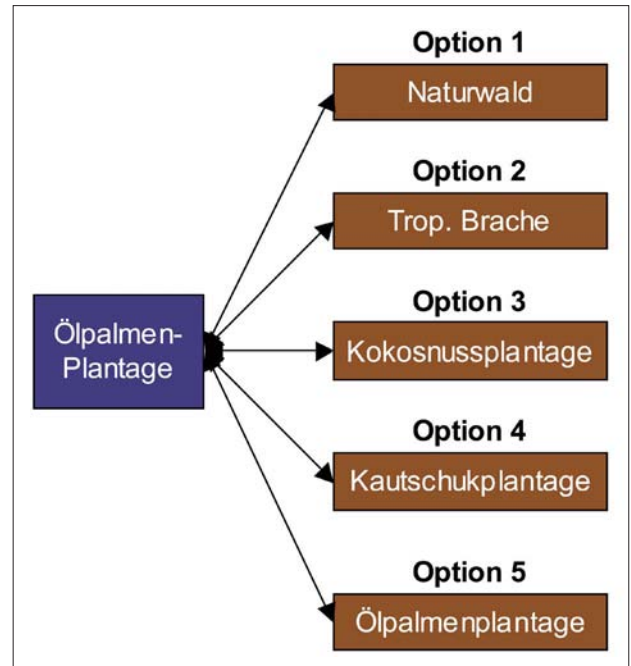 Option 1
Naturwald
Option 2
Trop. Brache
Ölpalmen-
Plantage
Option 3
Kokosnussplantage
Option 4
Kautschukplantage
Option 5
Ölpalmenplantage